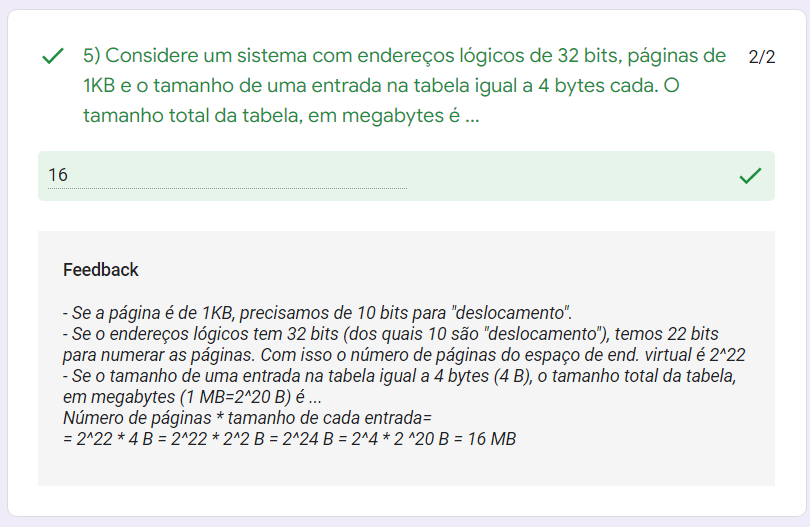 5) Considere um sistema com endereços lógicos de 32 bits, páginas de 2/2
1KB e o tamanho de uma entrada na tabela igual a 4 bytes cada. O
tamanho total da tabela, em megabytes é ...
16
Feedback
- Se a página é de 1KB, precisamos de 10 bits para "deslocamento".
- Se o endereços lógicos tem 32 bits (dos quais 10 são "deslocamento"), temos 22 bits
para numerar as páginas. Com isso o número de páginas do espaço de end. virtual é 2^22
- Se o tamanho de uma entrada na tabela igual a 4 bytes (4 B), o tamanho total da tabela,
em megabytes (1 MB=2^20 B) é ...
Número de páginas * tamanho de cada entrada=
= 2^22 * 4 B = 2^22 * 2^2 B = 2^24 B = 2^4 * 2 ^20 B = 16 MB